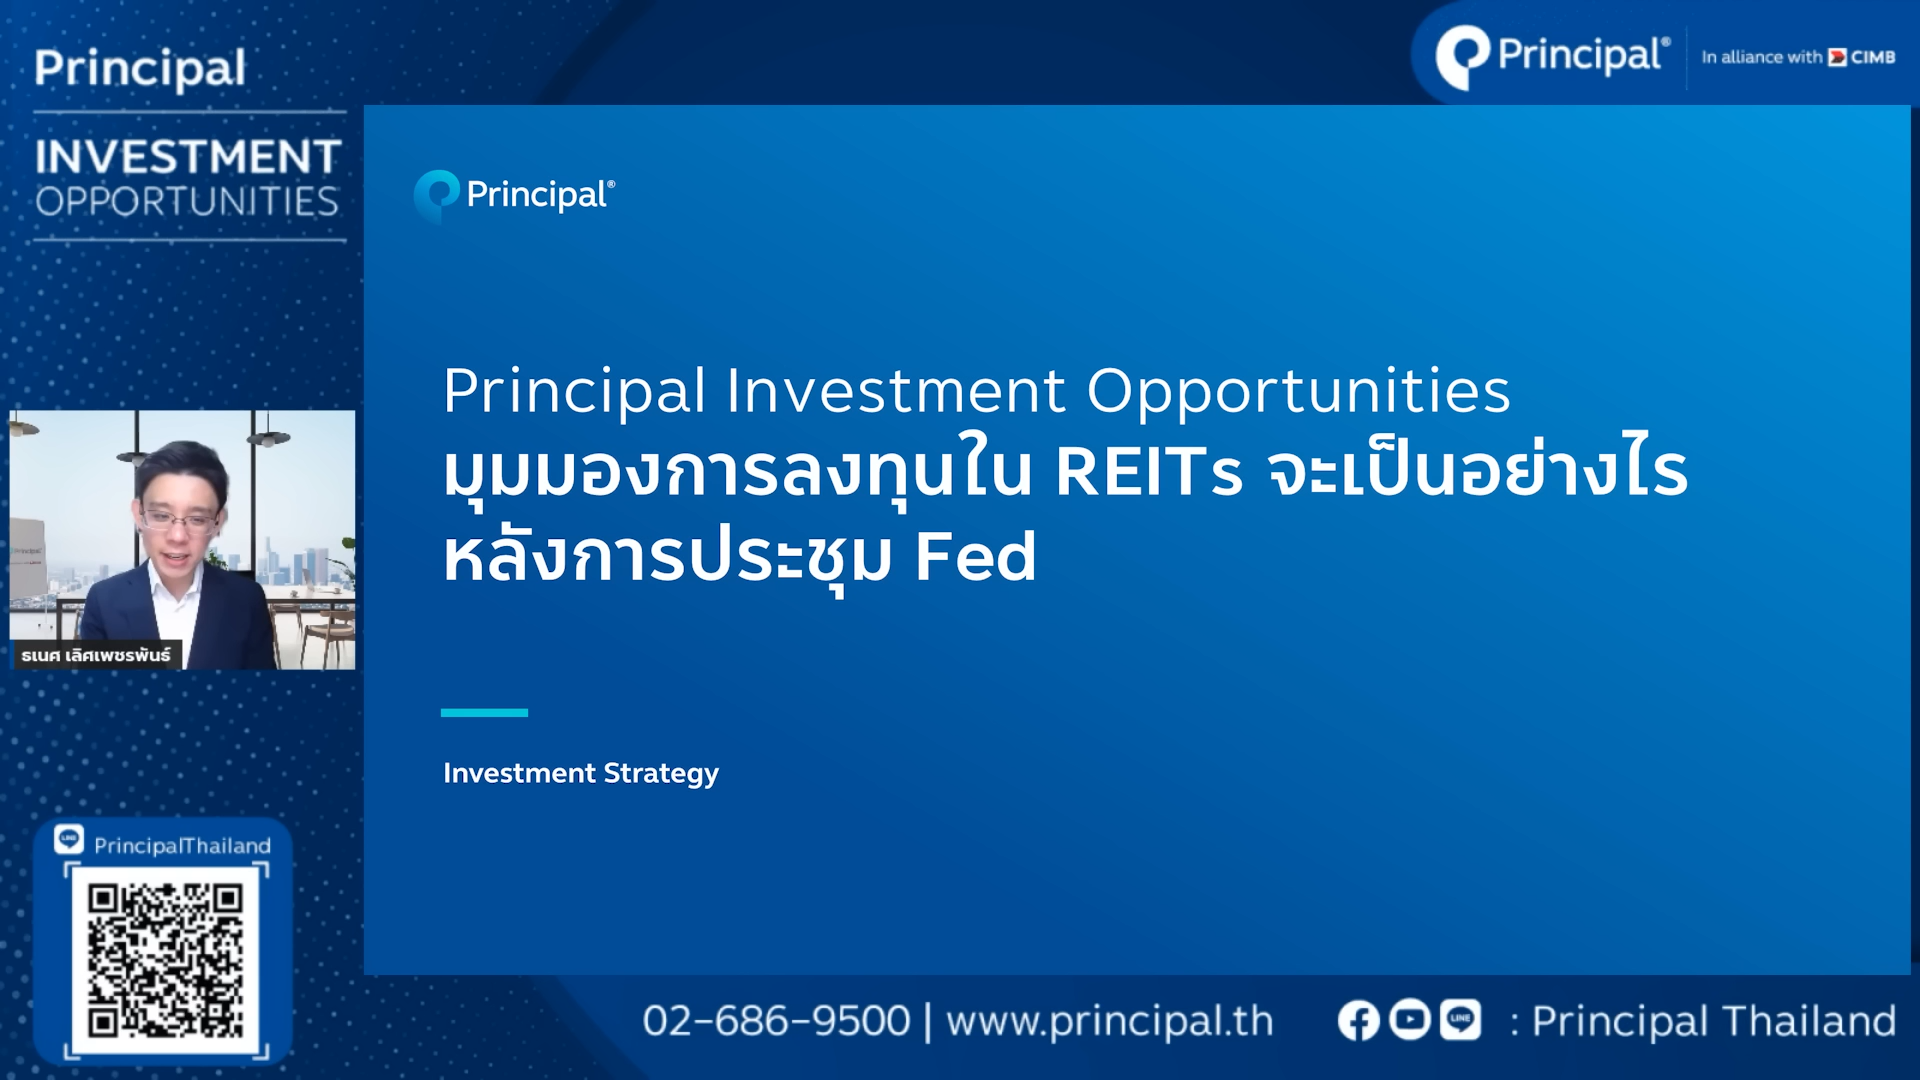 Principal
INVESTMENT
OPPORTUNITIES
Principal®
In alliance with CIMB
Principal®
Principal Investment Opportunities
มุมมองการลงทุนใน REITs จะเป็นอย่างไร
หลังการประชุม Fed
ธเนศ เลิศเพชรพันธ์
Investment Strategy
LINE PrincipalThailand
02-686-9500 | www.principal.th
LINE : Principal Thailand